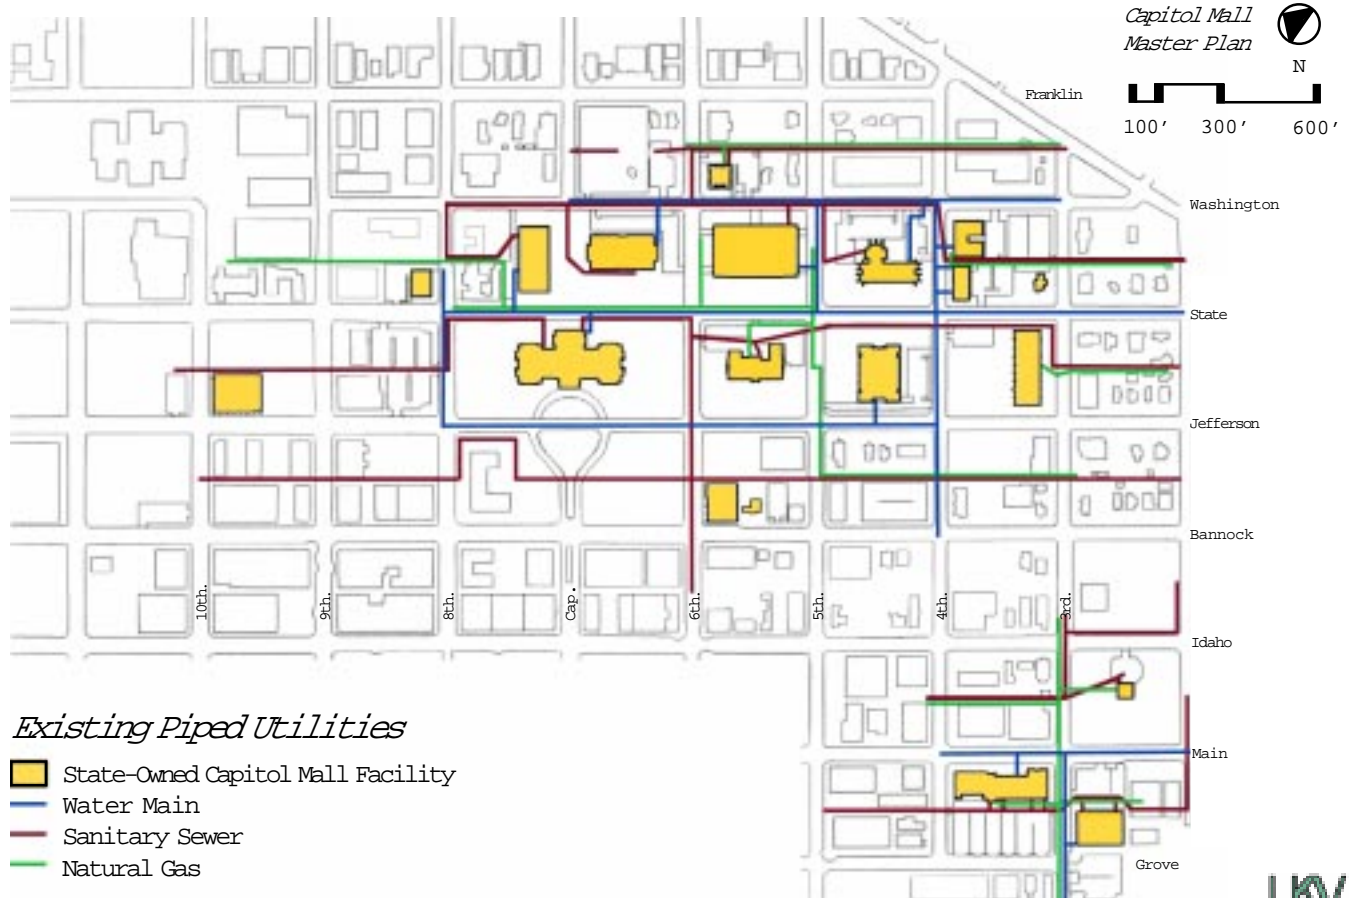 Capitol Mall
Master Plan
N
100' 300' 600'
Franklin
Washington
State
Jefferson
Bannock
10th.
9th.
8th.
Cap.
6th.
5th.
4th.
3rd.
Idaho
Main
Grove
Existing Piped Utilities
State-Owned Capitol Mall Facility
Water Main
Sanitary Sewer
Natural Gas